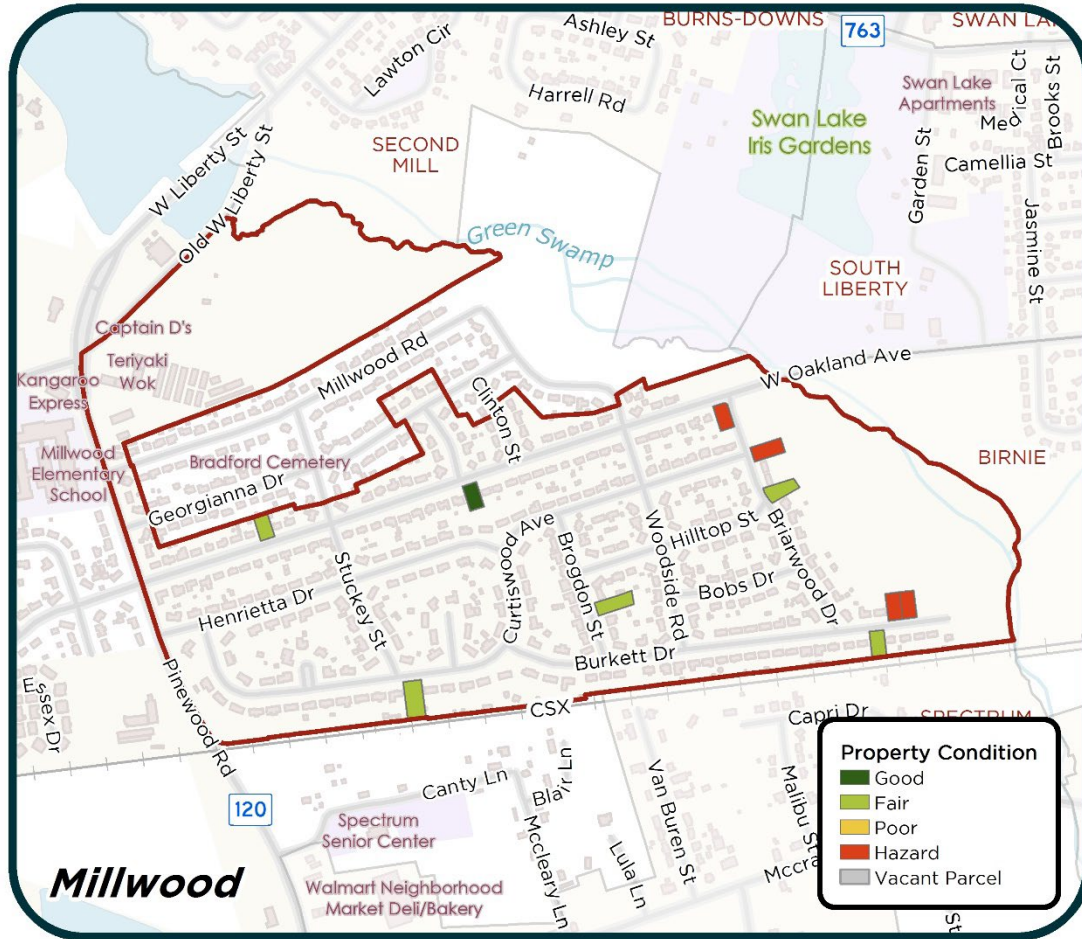 BURNS-DOWNS
763
Ashley St
Lawton Cir
Harrell Rd
Swan Lake
Apartments
Medical Ct
Brooks St
Swan Lake
Iris Gardens
SECOND
MILL
W Liberty St
Old W Liberty St
Camellia St
Garden St
Jasmine St
Green Swamp
SOUTH
LIBERTY
Captain D's
Teriyaki
Wok
Kangaroo
Express
Millwood Rd
Clinton St
W Oakland Ave
Millwood
Elementary
School
Bradford Cemetery
BIRNIE
Georgianna Dr
Curtiswood Ave
Brogdon St
Woodside Rd
Hilltop St
Briarwood Dr
Stuckey St
Henrietta Dr
Bobs Dr
Burkett Dr
Essex Dr
Pinewood Rd
CSX
Capri Dr
SPECTRUM
120
Canty Ln
Blair Ln
Mccleary Ln
Lula Ln
Van Buren St
Malibu St
Spectrum
Senior Center
Walmart Neighborhood
Market Deli/Bakery
Millwood
Property Condition
Good
Fair
Poor
Hazard
Vacant Parcel
St